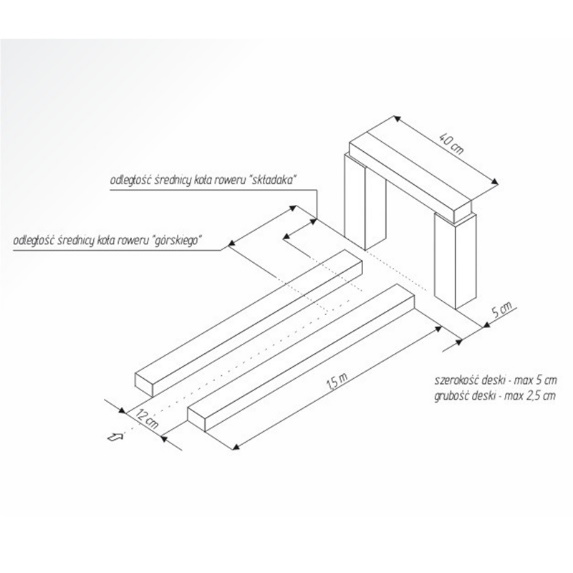 40 cm
odległość średnicy koła roweru "składaka"
odległość średnicy koła roweru "górskiego"
5 cm
szerokość deski - max 5 cm
grubość deski - max 2,5 cm
1,5 m
12 cm